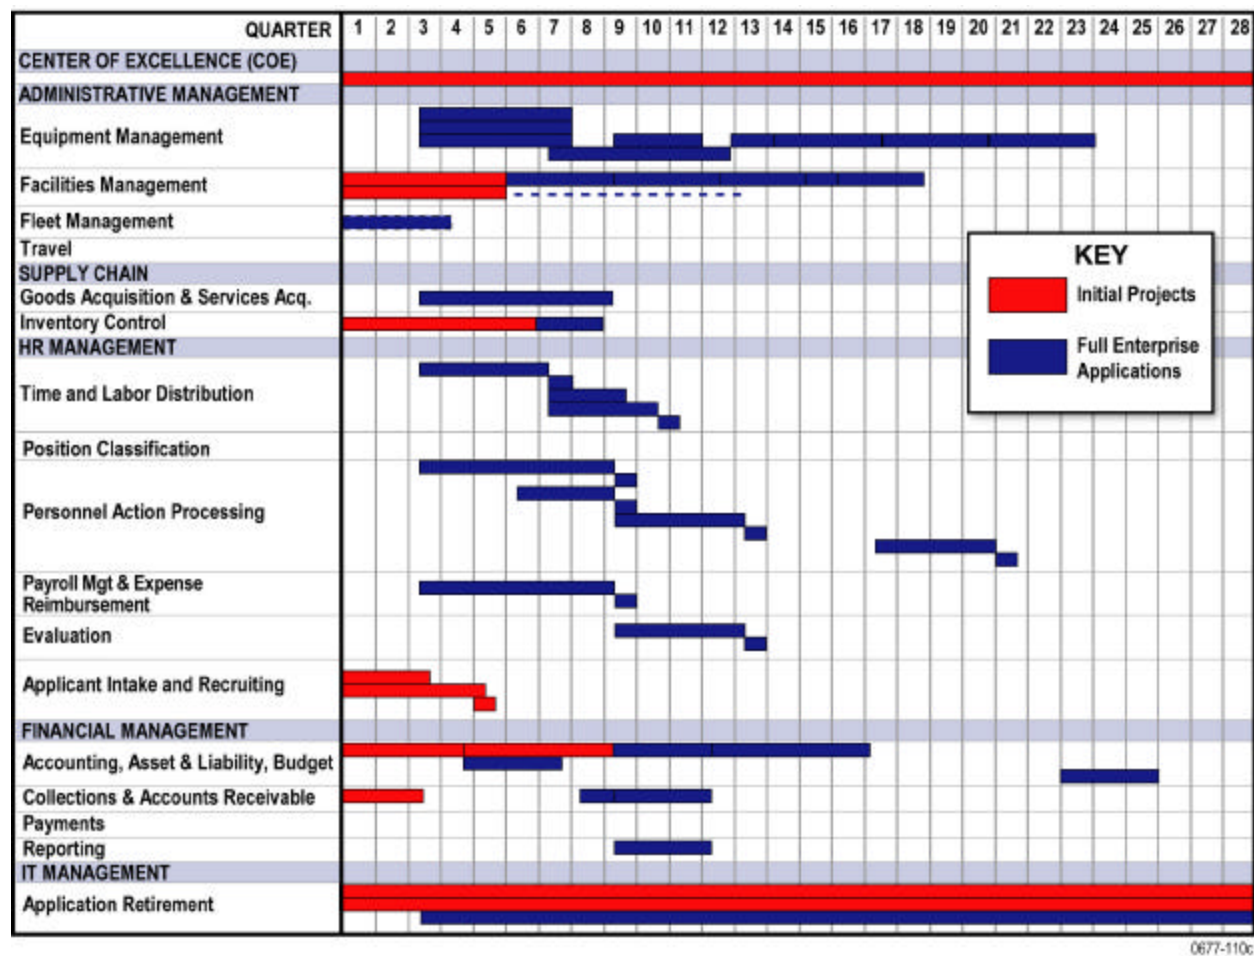 QUARTER 1 2 3 4 5 6 7 8 9 10 11 12 13 14 15 16 17 18 19 20 21 22 23 24 25 26 27 28
CENTER OF EXCELLENCE (COE)
ADMINISTRATIVE MANAGEMENT
Equipment Management
Facilities Management
Fleet Management
Travel
SUPPLY CHAIN
Goods Acquisition & Services Acq.
Inventory Control
HR MANAGEMENT
Time and Labor Distribution
Position Classification
Personnel Action Processing
Payroll Mgt & Expense
Reimbursement
Evaluation
Applicant Intake and Recruiting
FINANCIAL MANAGEMENT
Accounting, Asset & Liability, Budget
Collections & Accounts Receivable
Payments
Reporting
IT MANAGEMENT
Application Retirement
KEY
Initial Projects
Full Enterprise
Applications
0677-110c